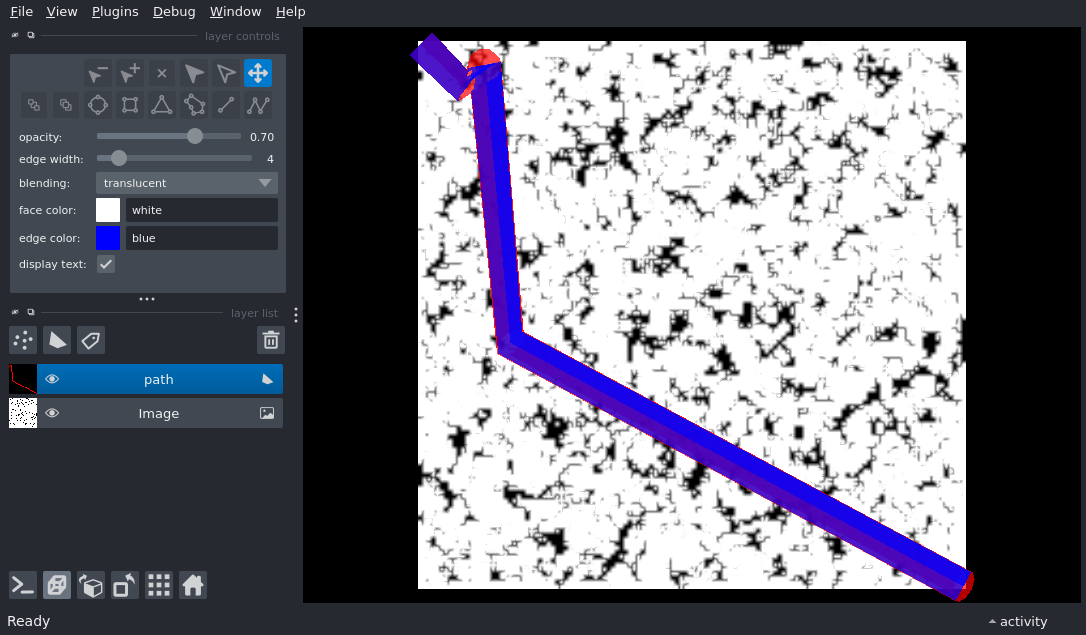 File View Plugins Debug Window Help
layer controls
opacity: 0.70
edge width: 4
blending: translucent
face color: white
edge color: blue
display text:
layer list
path
Image
Ready
activity